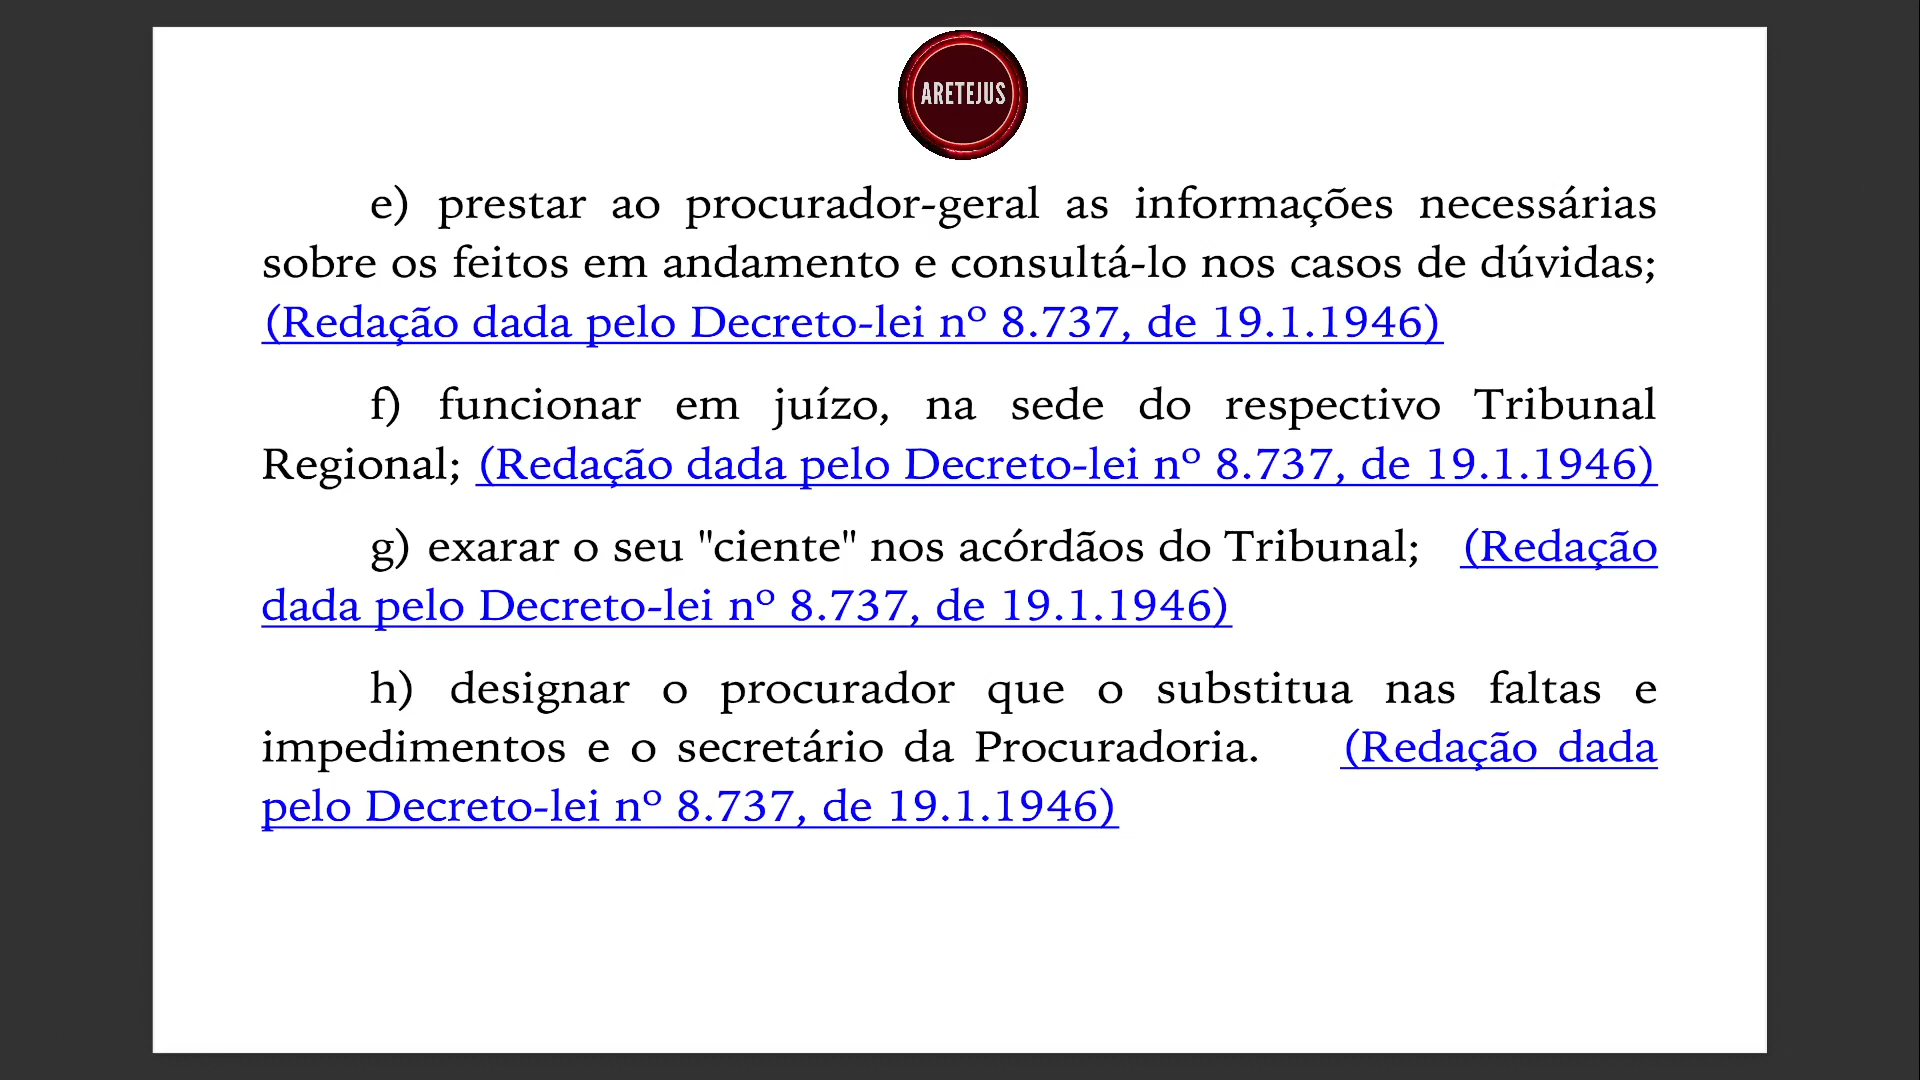 ARETEJUS
e) prestar ao procurador-geral as informações necessárias
sobre os feitos em andamento e consultá-lo nos casos de dúvidas;
(Redação dada pelo Decreto-lei nº 8.737, de 19.1.1946)
f) funcionar em juízo, na sede do respectivo Tribunal
Regional; (Redação dada pelo Decreto-lei nº 8.737, de 19.1.1946)
g) exarar o seu "ciente" nos acórdãos do Tribunal; (Redação
dada pelo Decreto-lei nº 8.737, de 19.1.1946)
h) designar o procurador que o substitua nas faltas e
impedimentos e o secretário da Procuradoria. (Redação dada
pelo Decreto-lei nº 8.737, de 19.1.1946)